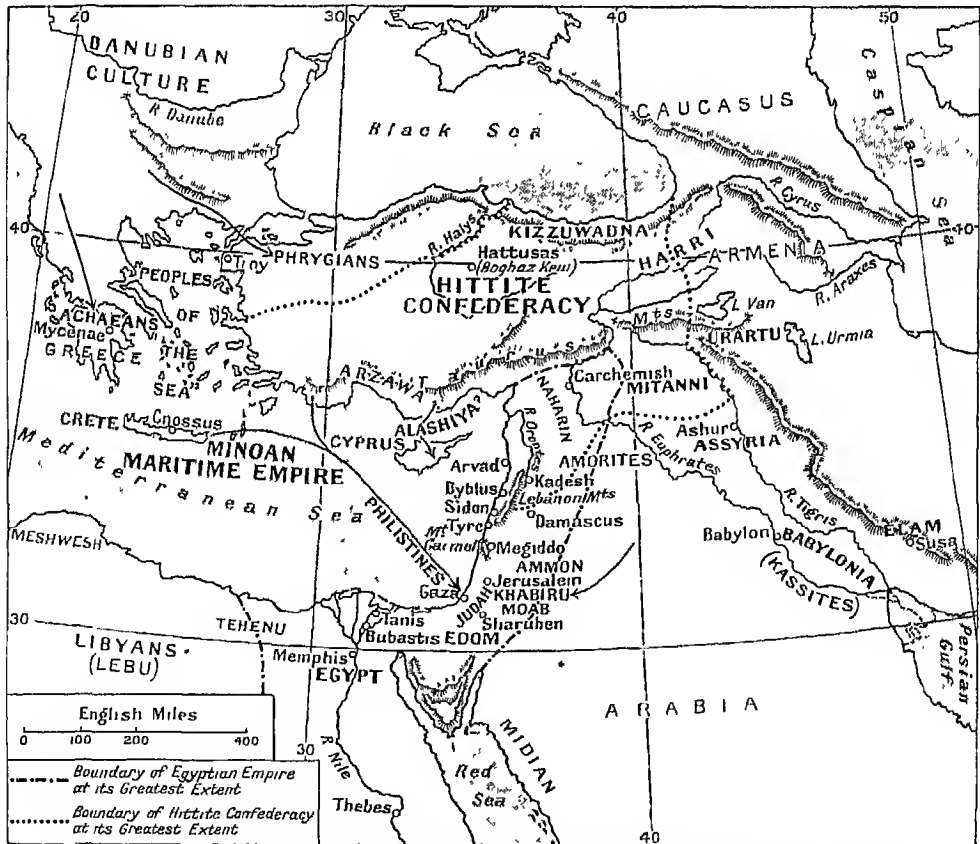 20
30
40
50
DANUBIAN
CULTURE
R Danube
Black Sea
CAUCASUS
Caspian Sea
40
40
R. Cyrus
KIZZUWADNA
R. Halys
PHRYGIANS
Hattusas
(Boghaz Keui)
HARRI
ARMENIA
R. Araxes
HITTITE
CONFEDERACY
PEOPLES
OF
THE
SEA
ACHAEANS
Mycenae
GREECE
L. Van
Mts
URARTU
L. Urmia
ARZAWA
Taurus
Carchemish
MITANNI
NAHARIN
ALASHIYA?
CYPRUS
Cnossus
CRETE
MINOAN
MARITIME EMPIRE
Mediterranean Sea
R Orontes
Ashur
ASSYRIA
R Euphrates
AMORITES
Arvad
Kadesh
Byblus
Lebanon Mts
Sidon
Damascus
Tyre
R. Tigris
ELAM
Susa
Babylon
BABYLONIA
(KASSITES)
MESHWESH
PHILISTINES
Mt
Carmel
Megiddo
AMMON
Jerusalem
Gaza
KHABIRU
JUDAH
MOAB
Sharuhen
Persian
Gulf
30
TEHENU
Tanis
Bubastis
EDOM
LIBYANS
(LEBU)
Memphis
EGYPT
ARABIA
MIDIAN
English Miles
0 100 200 400
30
R. Nile
Red
Sea
Boundary of Egyptian Empire
at its Greatest Extent
Boundary of Hittite Confederacy
at its Greatest Extent
Thebes
40